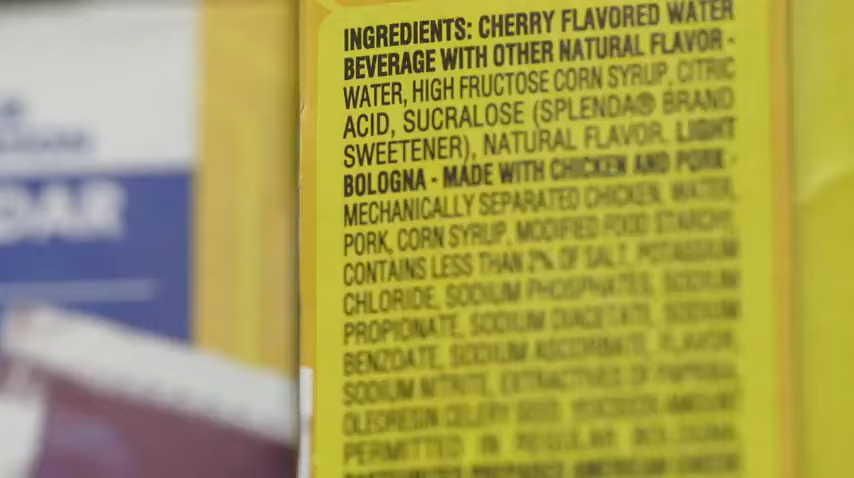 INGREDIENTS: CHERRY FLAVORED WATER
BEVERAGE WITH OTHER NATURAL FLAVOR -
WATER, HIGH FRUCTOSE CORN SYRUP, CITRIC
ACID, SUCRALOSE (SPLENDA® BRAND
SWEETENER), NATURAL FLAVOR. LIGHT
BOLOGNA - MADE WITH CHICKEN AND PORK -
MECHANICALLY SEPARATED CHICKEN, WATER,
PORK, CORN SYRUP, MODIFIED FOOD STARCH,
CONTAINS LESS THAN 2% OF SALT, POTASSIUM
CHLORIDE, SODIUM PHOSPHATES, SODIUM
PROPIONATE, SODIUM DIACETATE, SODIUM
BENZOATE, SODIUM ASCORBATE, FLAVOR,
SODIUM NITRITE, EXTRACTIVES OF PAPRIKA,
OLEORESIN CELERY SEED.
PERMITTED IN REGULAR BOLOGNA.
DAR